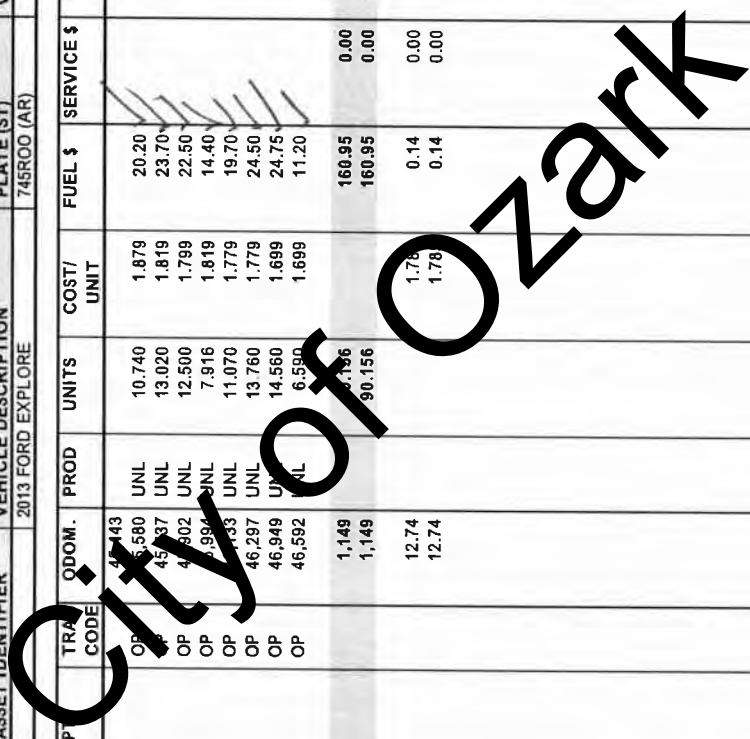 ASSET IDENTIFIER VEHICLE DESCRIPTION PLATE (ST)
2013 FORD EXPLORE 745ROO (AR)
ODOM. PROD UNITS COST/ FUEL $ SERVICE $
CODE UNIT
UNL 10.740 1.879 20.20
UNL 13.020 1.819 23.70
OP UNL 12.500 1.799 22.50
OP UNL 7.916 1.819 14.40
OP UNL 11.070 1.779 19.70
OP 46,297 UNL 13.760 1.779 24.50
OP 46,949 UNL 14.560 1.699 24.75
OP 46,592 UNL 1.699 11.20
1,149 160.95 0.00
1,149 90.156 160.95 0.00
12.74 0.14 0.00
12.74 0.14 0.00
City of Ozark